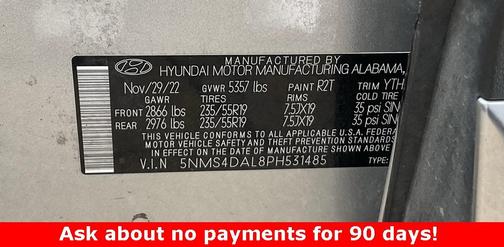 MANUFACTURED BY
HYUNDAI MOTOR MANUFACTURING ALABAMA,
Nov/29/22 GVWR 5357 lbs PAINT R2T TRIM YTH
GAWR TIRES RIMS COLD TIRE
FRONT 2866 lbs 235/55R19 7.5JX19 35 psi SIN
REAR 2976 lbs 235/55R19 7.5JX19 35 psi SIN
THIS VEHICLE CONFORMS TO ALL APPLICABLE FEDERAL
MOTOR VEHICLE SAFETY AND THEFT PREVENTION STANDARDS
IN EFFECT ON THE DATE OF MANUFACTURE SHOWN ABOVE.
V.I.N 5NMS4DAL8PH531485 TYPE:
Ask about no payments for 90 days!